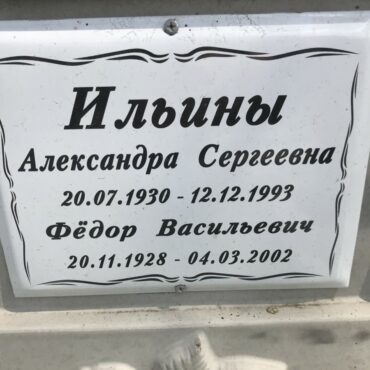 Ильины
Александра Сергеевна
20.07.1930 - 12.12.1993
Фёдор Васильевич
20.11.1928 - 04.03.2002